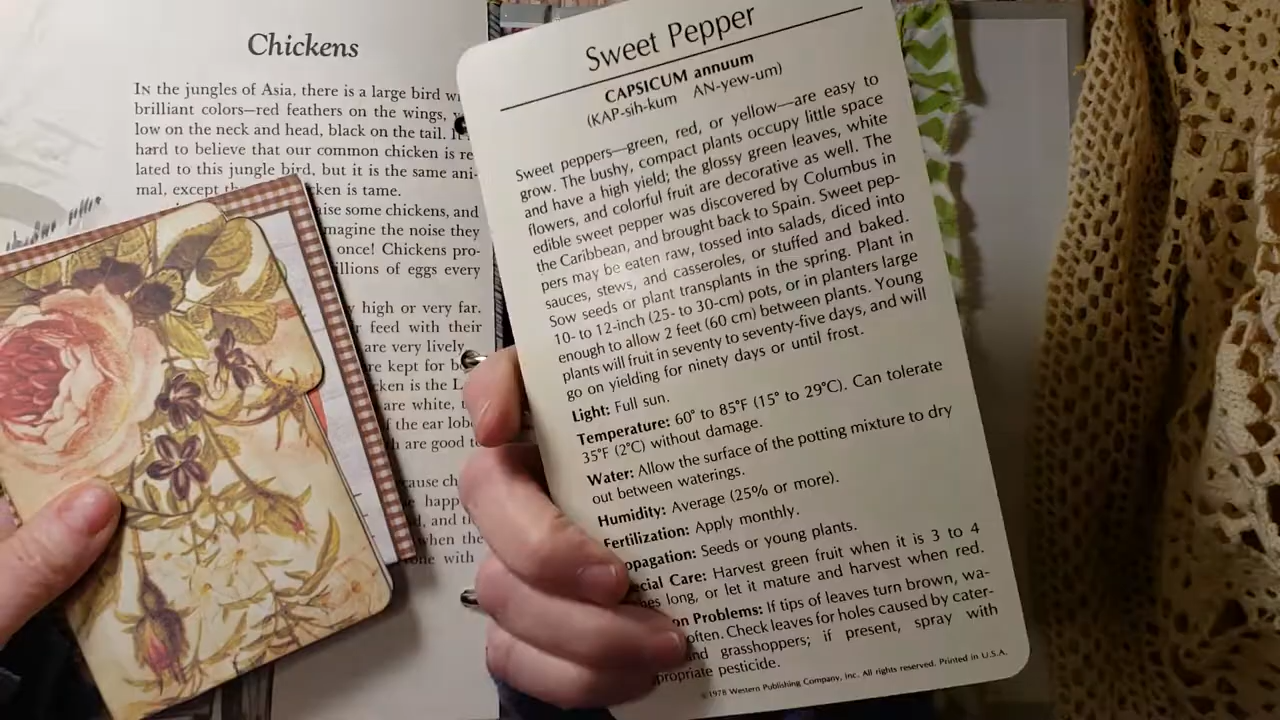 Chickens
IN the jungles of Asia, there is a large bird
brilliant colors—red feathers on the wings,
low on the neck and head, black on the tail.
hard to believe that our common chicken is re
lated to this jungle bird, but it is the same ani-
mal, except ken is tame.
aise some chickens, and
magine the noise they
once! Chickens pro-
illions of eggs every
high or very far.
feed with their
are very lively
re kept for
ken is the
are white,
f the ear lob
h are good
cause
happ
d, and
when the
one with
Sweet Pepper
CAPSICUM annuum
(KAP-sih-kum AN-yew-um)
Sweet peppers—green, red, or yellow—are easy to
grow. The bushy, compact plants occupy little space
and have a high yield; the glossy green leaves, white
flowers, and colorful fruit are decorative as well. The
edible sweet pepper was discovered by Columbus in
the Caribbean, and brought back to Spain. Sweet pep-
pers may be eaten raw, tossed into salads, diced into
sauces, stews, and casseroles, or stuffed and baked.
Sow seeds or plant transplants in the spring. Plant in
10- to 12-inch (25- to 30-cm) pots, or in planters large
enough to allow 2 feet (60 cm) between plants. Young
plants will fruit in seventy to seventy-five days, and will
go on yielding for ninety days or until frost.
Light: Full sun.
Temperature: 60° to 85°F (15° to 29°C). Can tolerate
35°F (2°C) without damage.
Water: Allow the surface of the potting mixture to dry
out between waterings.
Humidity: Average (25% or more).
Fertilization: Apply monthly.
opagation: Seeds or young plants.
ecial Care: Harvest green fruit when it is 3 to 4
hes long, or let it mature and harvest when red.
on Problems: If tips of leaves turn brown, wa-
often. Check leaves for holes caused by cater-
nd grasshoppers; if present, spray with
propriate pesticide.
©1978 Western Publishing Company, Inc. All rights reserved. Printed in U.S.A.